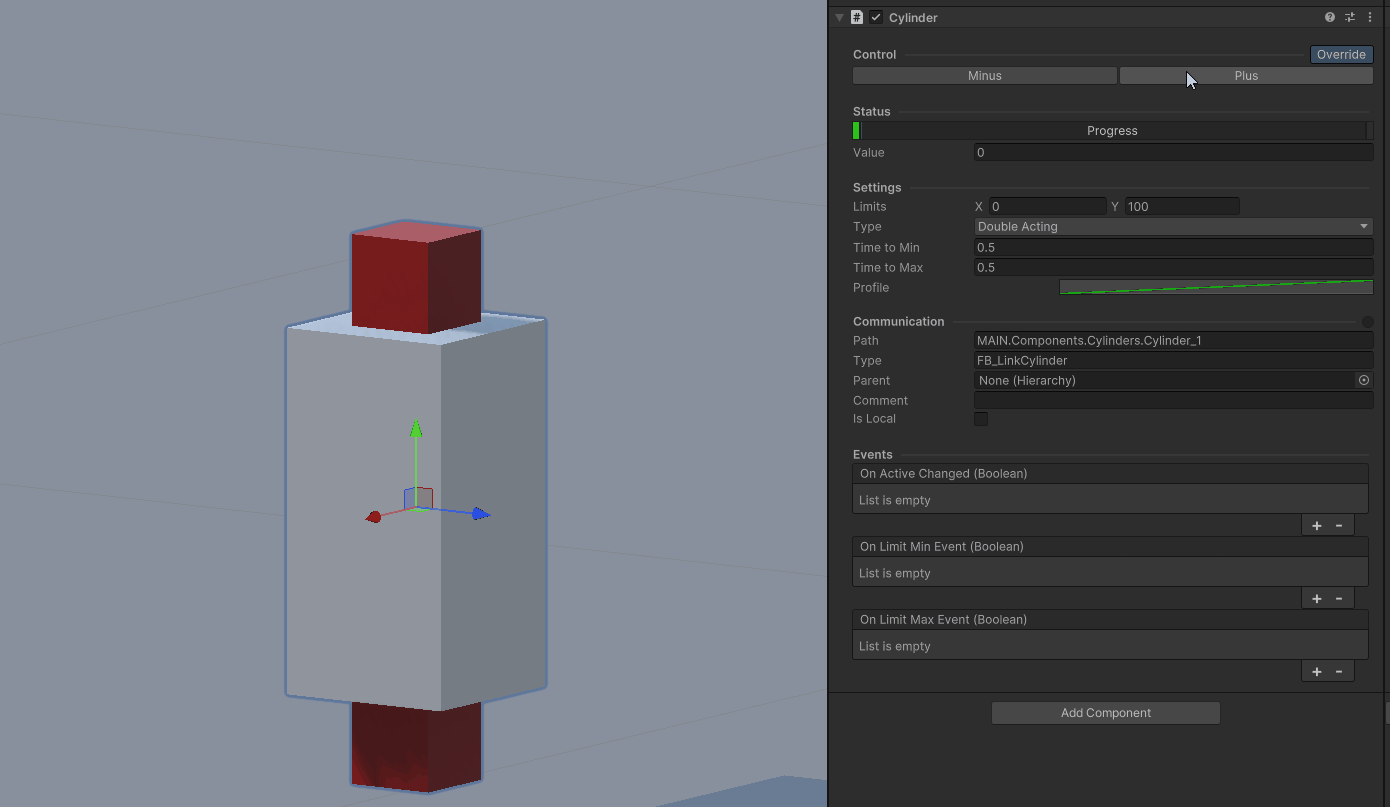 # Cylinder
Control Override
Minus Plus
Status
Progress
Value 0
Settings
Limits X 0 Y 100
Type Double Acting
Time to Min 0.5
Time to Max 0.5
Profile
Communication
Path MAIN.Components.Cylinders.Cylinder_1
Type FB_LinkCylinder
Parent None (Hierarchy)
Comment
Is Local
Events
On Active Changed (Boolean)
List is empty
+ -
On Limit Min Event (Boolean)
List is empty
+ -
On Limit Max Event (Boolean)
List is empty
+ -
Add Component